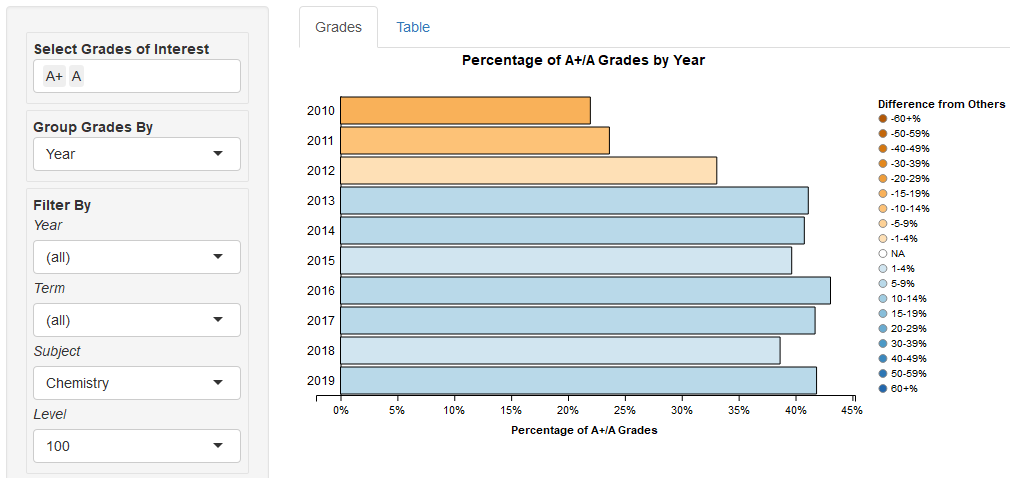 Select Grades of Interest
A+ A
Group Grades By
Year
Filter By
Year
(all)
Term
(all)
Subject
Chemistry
Level
100
Grades Table
Percentage of A+/A Grades by Year
2010
2011
2012
2013
2014
2015
2016
2017
2018
2019
0% 5% 10% 15% 20% 25% 30% 35% 40% 45%
Percentage of A+/A Grades
Difference from Others
-60+%
-50-59%
-40-49%
-30-39%
-20-29%
-15-19%
-10-14%
-5-9%
-1-4%
NA
1-4%
5-9%
10-14%
15-19%
20-29%
30-39%
40-49%
50-59%
60+%